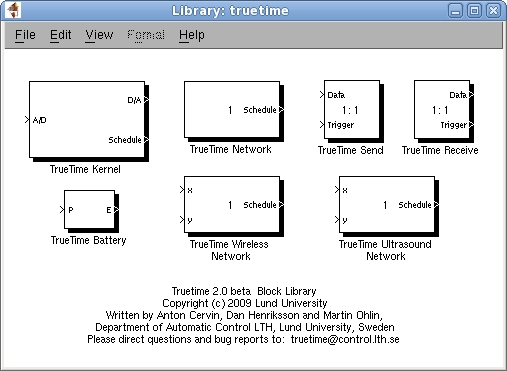 Library: truetime
File Edit View Format Help
D/A
A/D
Schedule
TrueTime Kernel
1 Schedule
TrueTime Network
Data
1: 1
Trigger
TrueTime Send
Data
1: 1
Trigger
TrueTime Receive
P E
TrueTime Battery
x
1 Schedule
y
TrueTime Wireless
Network
x
1 Schedule
y
TrueTime Ultrasound
Network
Truetime 2.0 beta Block Library
Copyright (c) 2009 Lund University
Written by Anton Cervin, Dan Henriksson and Martin Ohlin,
Department of Automatic Control LTH, Lund University, Sweden
Please direct questions and bug reports to: truetime@control.lth.se